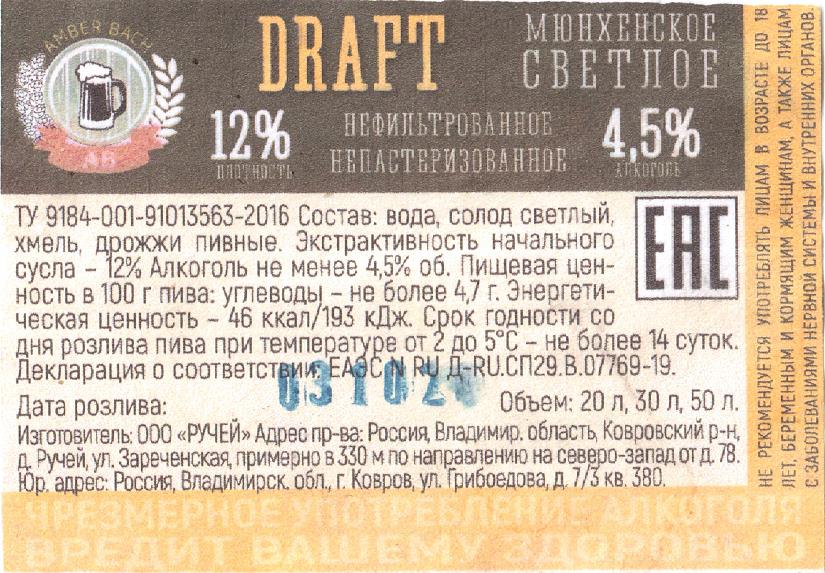 AMBER BACH
АБ
DRAFT
МЮНХЕНСКОЕ
СВЕТЛОЕ
12%
ПЛОТНОСТЬ
НЕФИЛЬТРОВАННОЕ
НЕПАСТЕРИЗОВАННОЕ
4,5%
АЛКОГОЛЬ
ТУ 9184-001-91013563-2016 Состав: вода, солод светлый,
хмель, дрожжи пивные. Экстрактивность начального
сусла – 12% Алкоголь не менее 4,5% об. Пищевая цен-
ность в 100 г пива: углеводы – не более 4,7 г. Энергети-
ческая ценность – 46 ккал/193 кДж. Срок годности со
дня розлива пива при температуре от 2 до 5°С – не более 14 суток.
Декларация о соответствии: ЕАЭС N RU Д-RU.СП29.В.07769-19.
EAC
Дата розлива:
03102
Объем: 20 л, 30 л, 50 л.
Изготовитель: ООО «РУЧЕЙ» Адрес пр-ва: Россия, Владимир. область, Ковровский р-н,
д. Ручей, ул. Зареченская, примерно в 330 м по направлению на северо-запад от д. 78.
Юр. адрес: Россия, Владимирск. обл., г. Ковров, ул. Грибоедова, д. 7/3 кв. 380.
ЧРЕЗМЕРНОЕ УПОТРЕБЛЕНИЕ АЛКОГОЛЯ
ВРЕДИТ ВАШЕМУ ЗДОРОВЬЮ
НЕ РЕКОМЕНДУЕТСЯ УПОТРЕБЛЯТЬ ЛИЦАМ В ВОЗРАСТЕ ДО 18
ЛЕТ, БЕРЕМЕННЫМ И КОРМЯЩИМ ЖЕНЩИНАМ, А ТАКЖЕ ЛИЦАМ
С ЗАБОЛЕВАНИЯМИ НЕРВНОЙ СИСТЕМЫ И ВНУТРЕННИХ ОРГАНОВ.